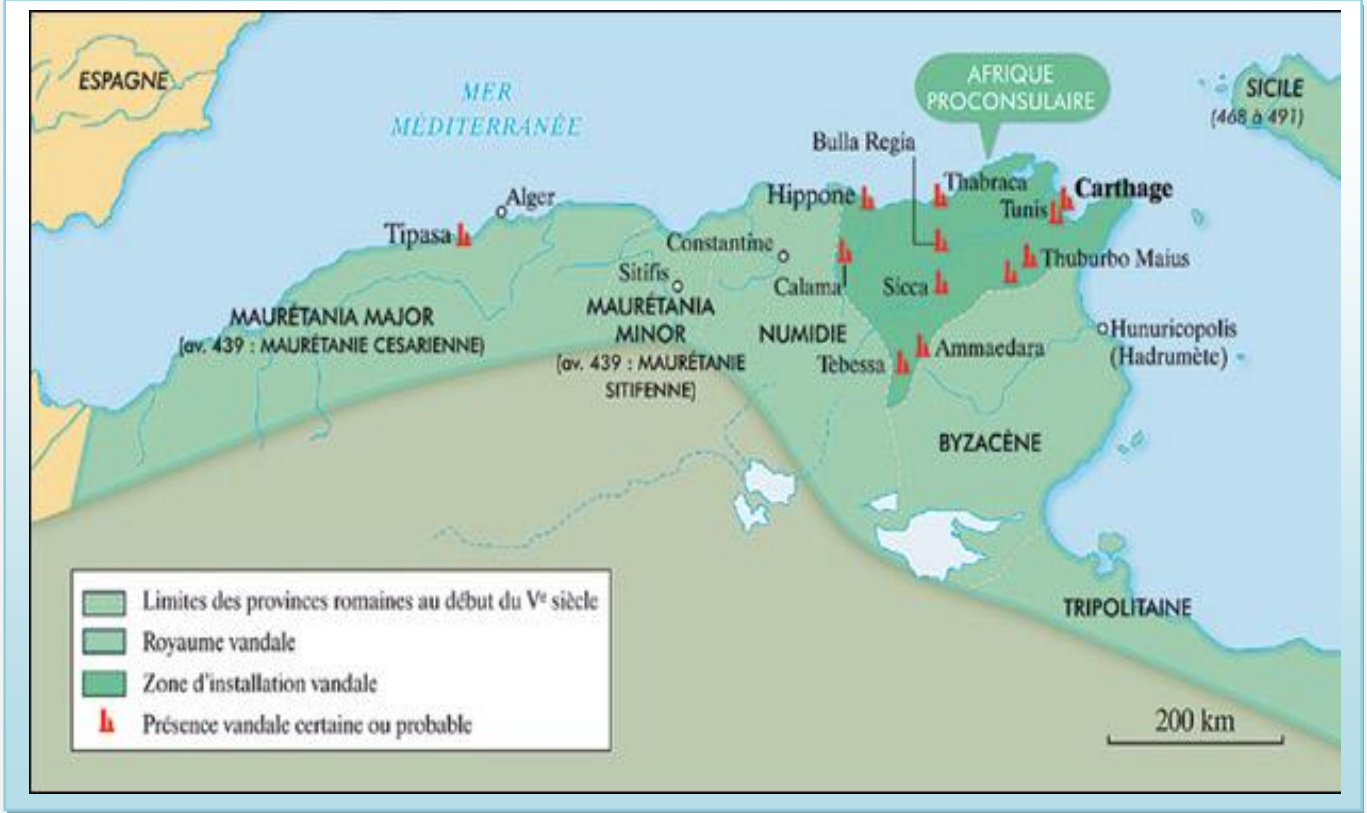 ESPAGNE
MER
MÉDITERRANÉE
AFRIQUE
PROCONSULAIRE
SICILE
(468 à 491)
Bulla Regia
Alger
Hippone
Thabraca
Carthage
Tunis
Tipasa
Constantine
Thuburbo Maius
Sitifis
Calama
Sicca
MAURÉTANIA MAJOR
(av. 439 : MAURÉTANIE CESARIENNE)
MAURÉTANIA
MINOR
(av. 439 : MAURÉTANIE
SITIFENNE)
NUMIDIE
Hunuricopolis
(Hadrumète)
Ammaedara
Tebessa
BYZACÈNE
TRIPOLITAINE
Limites des provinces romaines au début du Ve siècle
Royaume vandale
Zone d'installation vandale
Présence vandale certaine ou probable
200 km